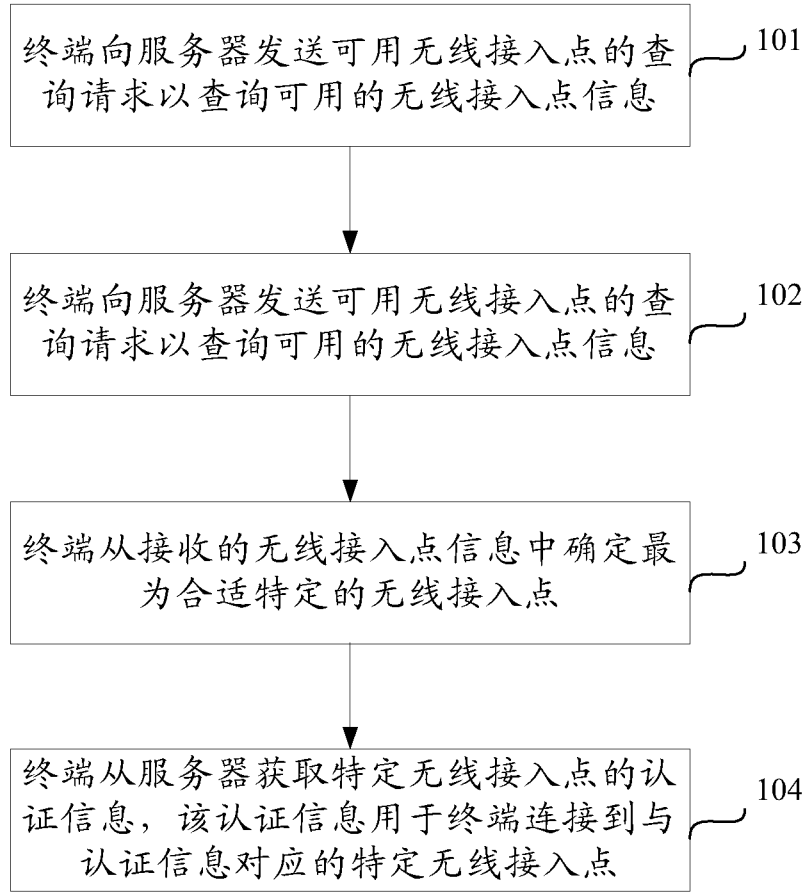 终端向服务器发送可用无线接入点的查
询请求以查询可用的无线接入点信息
101
终端向服务器发送可用无线接入点的查
询请求以查询可用的无线接入点信息
102
终端从接收的无线接入点信息中确定最
为合适特定的无线接入点
103
终端从服务器获取特定无线接入点的认
证信息，该认证信息用于终端连接到与
认证信息对应的特定无线接入点
104